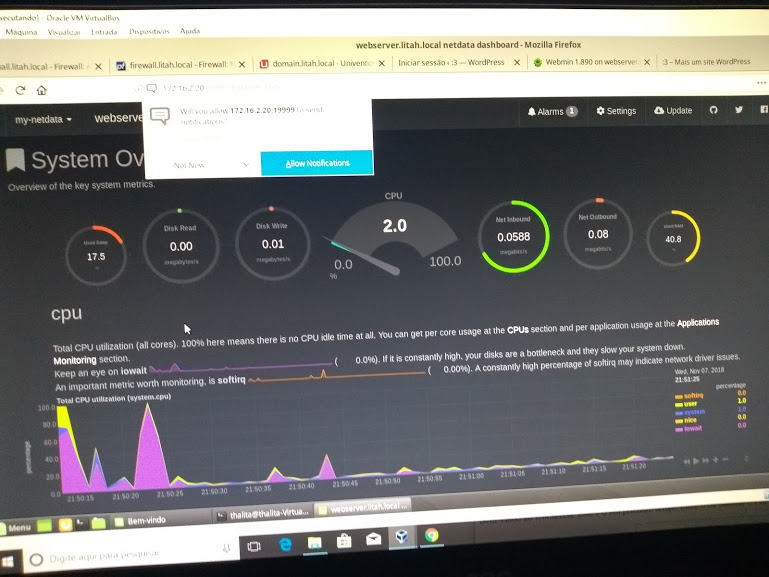 secutando] - Oracle VM VirtualBox
Máquina Visualizar Entrada Dispositivos Ajuda
webserver.litah.local netdata dashboard - Mozilla Firefox
all.litah.local - Firewall: A
firewall.litah.local - Firewall: N
domain.litah.local - Univentio
Iniciar sessão ‹ :3 — WordPress
Webmin 1.890 on webserver.
:3 – Mais um site WordPress
172.16.2.20
my-netdata
webserve
Alarms 1
Settings
Update
Will you allow 172.16.2.20:19999 to send
notifications?
Not Now
Allow Notifications
System Ov
Overview of the key system metrics.
Used Swap
17.5
%
Disk Read
0.00
megabytes/s
Disk Write
0.01
megabytes/s
CPU
2.0
0.0
100.0
%
Net Inbound
0.0588
megabits/s
Net Outbound
0.08
megabits/s
40.8
cpu
Total CPU utilization (all cores). 100% here means there is no CPU idle time at all. You can get per core usage at the CPUs section and per application usage at the Applications
Monitoring section.
Keep an eye on iowait ( 0.0%). If it is constantly high, your disks are a bottleneck and they slow your system down.
An important metric worth monitoring, is softirq ( 0.00%). A constantly high percentage of softirq may indicate network driver issues.
Total CPU utilization (system.cpu)
Wed, Nov 07, 2018
21:51:25
percentage
softirq 0.0
user 1.0
system 1.0
nice 0.0
iowait 0.0
percentage
100.0
80.0
60.0
40.0
20.0
0.0
21:50:15 21:50:20 21:50:25 21:50:30 21:50:35 21:50:40 21:50:45 21:50:50 21:50:55 21:51:00 21:51:05 21:51:10 21:51:15 21:51:20
Menu
Bem-vindo
thalita@thalita-Virtua...
webserver.litah.local ...
Digite aqui para pesquisar